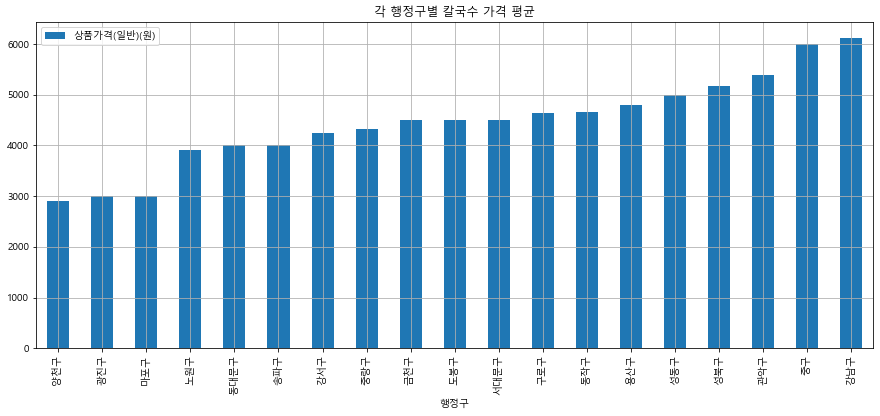 각 행정구별 칼국수 가격 평균
상품가격(일반)(원)
6000
5000
4000
3000
2000
1000
0
양천구
광진구
마포구
노원구
동대문구
송파구
강서구
중랑구
금천구
도봉구
서대문구
구로구
동작구
용산구
성동구
성북구
관악구
중구
강남구
행정구